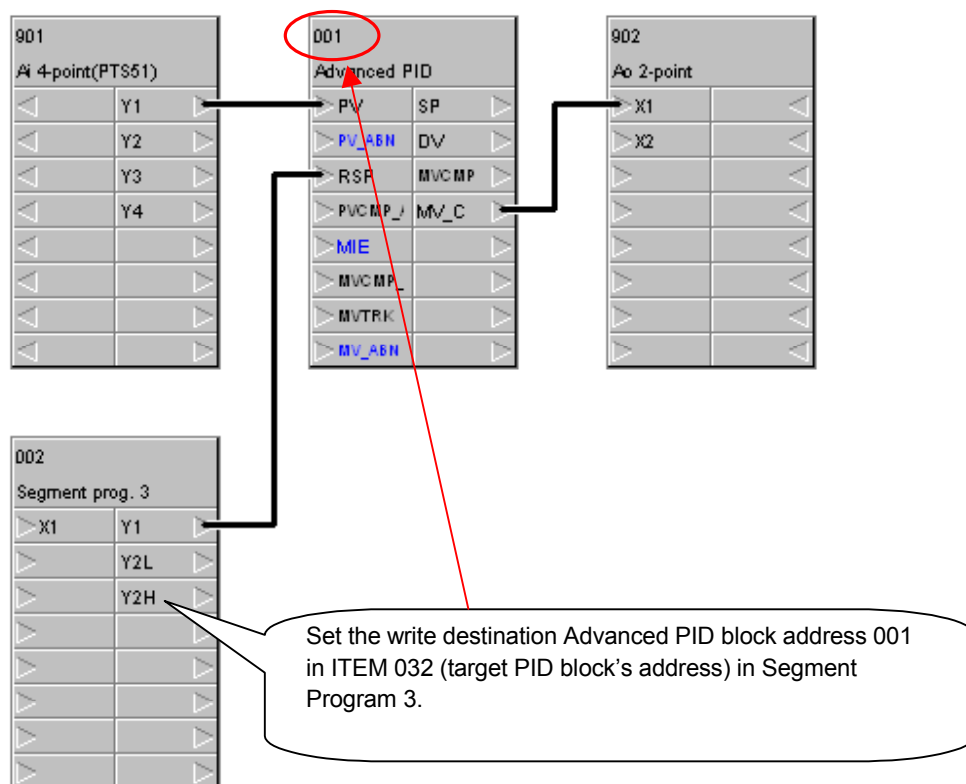 901
Ai 4-point(PTS51)
Y1
Y2
Y3
Y4
001
Advanced PID
PV SP
PV_ABN DV
RSP MVCMP
PVCMP_/ MV_C
MIE
MVCMP_
MVTRK
MV_ABN
902
Ao 2-point
X1
X2
002
Segment prog. 3
X1 Y1
Y2L
Y2H
Set the write destination Advanced PID block address 001
in ITEM 032 (target PID block's address) in Segment
Program 3.